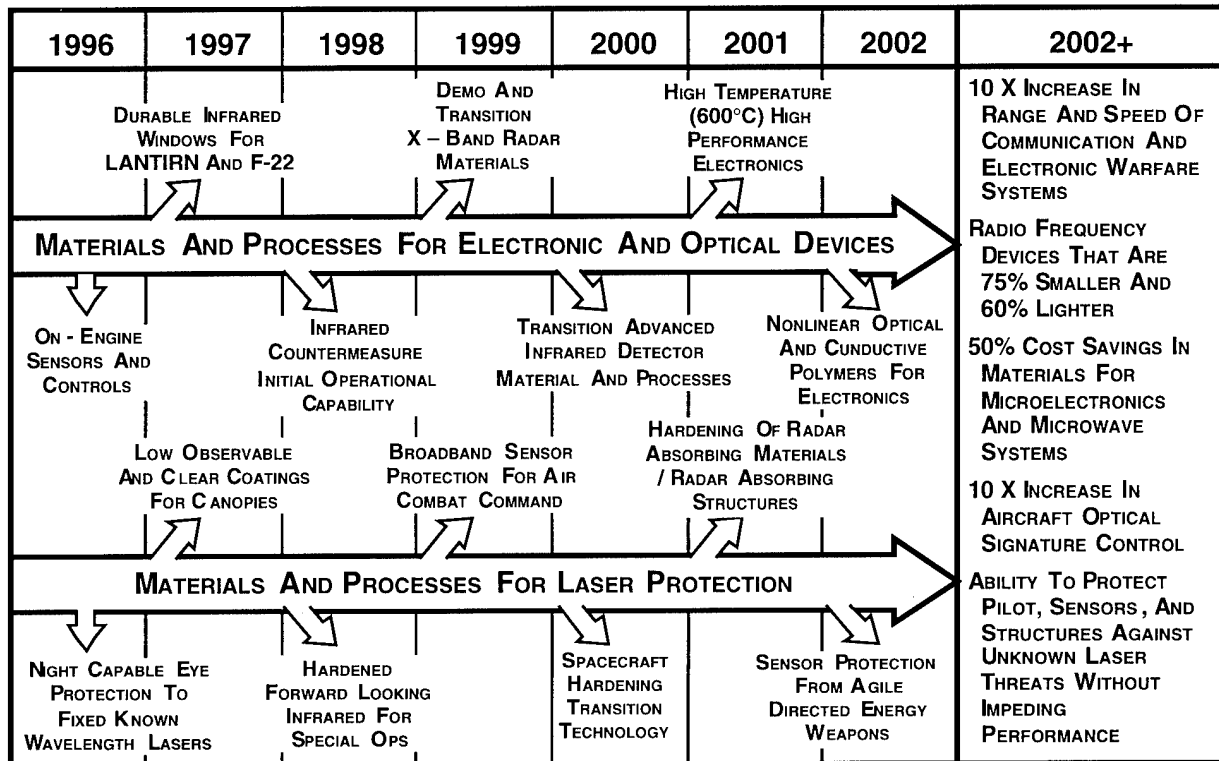 1996 1997 1998 1999 2000 2001 2002 2002+
DURABLE INFRARED
WINDOWS FOR
LANTIRN AND F-22
DEMO AND
TRANSITION
X – BAND RADAR
MATERIALS
HIGH TEMPERATURE
(600°C) HIGH
PERFORMANCE
ELECTRONICS
MATERIALS AND PROCESSES FOR ELECTRONIC AND OPTICAL DEVICES
ON - ENGINE
SENSORS AND
CONTROLS
INFRARED
COUNTERMEASURE
INITIAL OPERATIONAL
CAPABILITY
TRANSITION ADVANCED
INFRARED DETECTOR
MATERIAL AND PROCESSES
NONLINEAR OPTICAL
AND CUNDUCTIVE
POLYMERS FOR
ELECTRONICS
LOW OBSERVABLE
AND CLEAR COATINGS
FOR CANOPIES
BROADBAND SENSOR
PROTECTION FOR AIR
COMBAT COMMAND
HARDENING OF RADAR
ABSORBING MATERIALS
/ RADAR ABSORBING
STRUCTURES
MATERIALS AND PROCESSES FOR LASER PROTECTION
NIGHT CAPABLE EYE
PROTECTION TO
FIXED KNOWN
WAVELENGTH LASERS
HARDENED
FORWARD LOOKING
INFRARED FOR
SPECIAL OPS
SPACECRAFT
HARDENING
TRANSITION
TECHNOLOGY
SENSOR PROTECTION
FROM AGILE
DIRECTED ENERGY
WEAPONS
10 X INCREASE IN
RANGE AND SPEED OF
COMMUNICATION AND
ELECTRONIC WARFARE
SYSTEMS
RADIO FREQUENCY
DEVICES THAT ARE
75% SMALLER AND
60% LIGHTER
50% COST SAVINGS IN
MATERIALS FOR
MICROELECTRONICS
AND MICROWAVE
SYSTEMS
10 X INCREASE IN
AIRCRAFT OPTICAL
SIGNATURE CONTROL
ABILITY TO PROTECT
PILOT, SENSORS, AND
STRUCTURES AGAINST
UNKNOWN LASER
THREATS WITHOUT
IMPEDING
PERFORMANCE